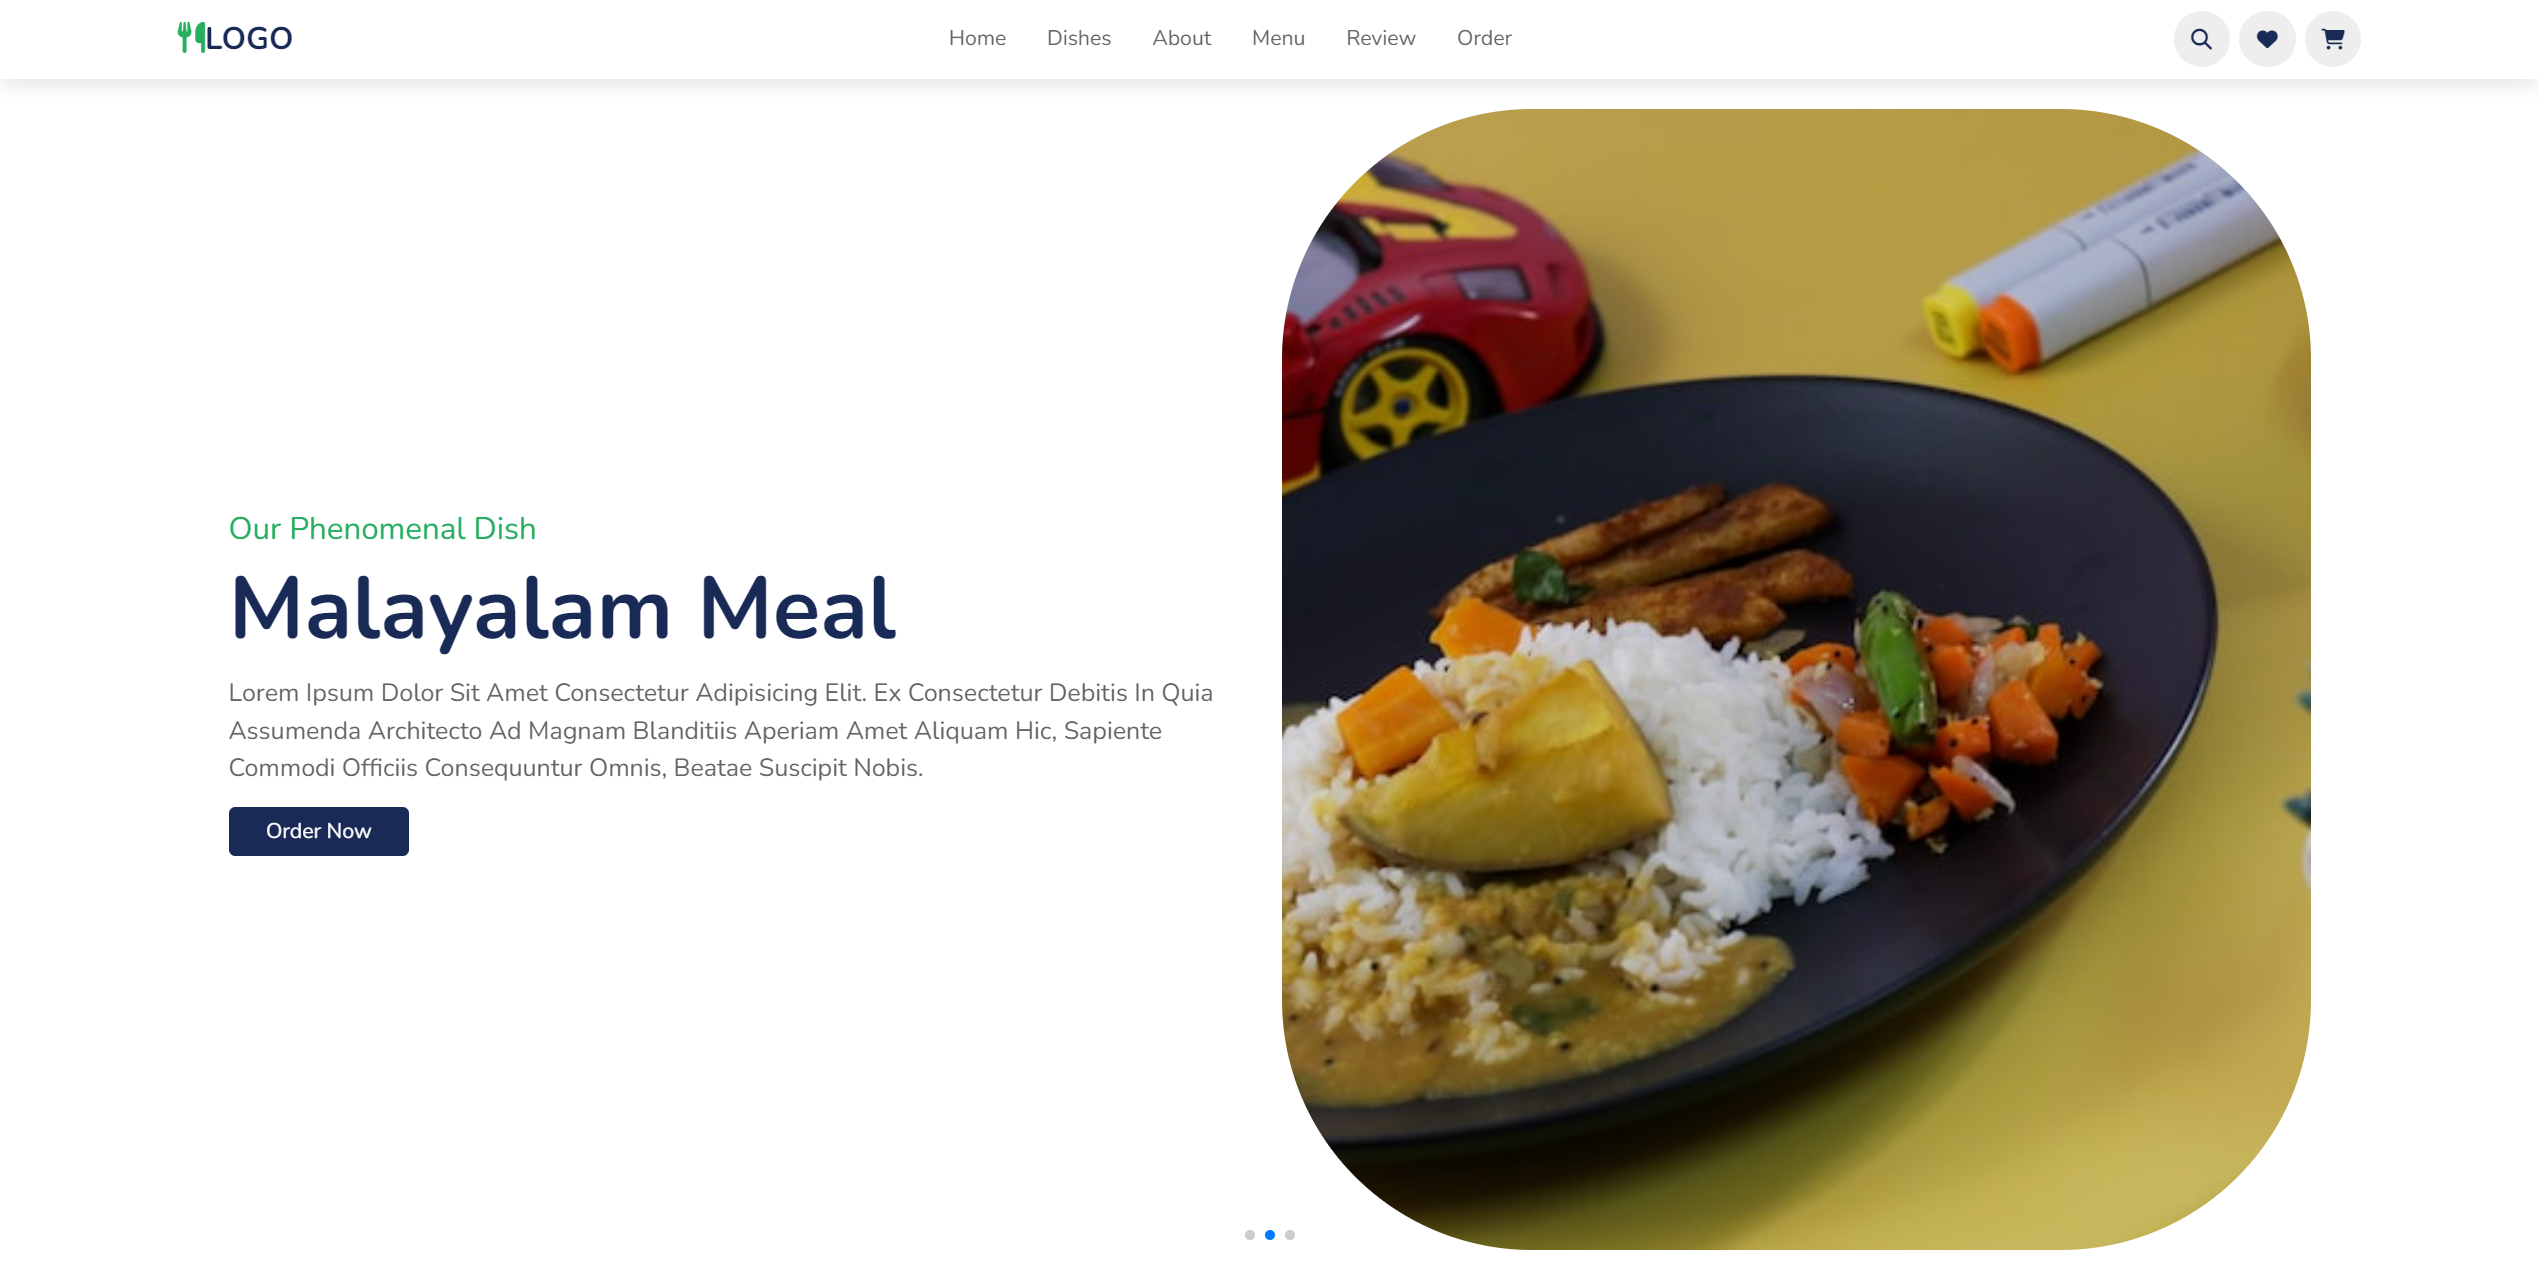 LOGO
Home Dishes About Menu Review Order
Our Phenomenal Dish
Malayalam Meal
Lorem Ipsum Dolor Sit Amet Consectetur Adipisicing Elit. Ex Consectetur Debitis In Quia
Assumenda Architecto Ad Magnam Blanditiis Aperiam Amet Aliquam Hic, Sapiente
Commodi Officiis Consequuntur Omnis, Beatae Suscipit Nobis.
Order Now